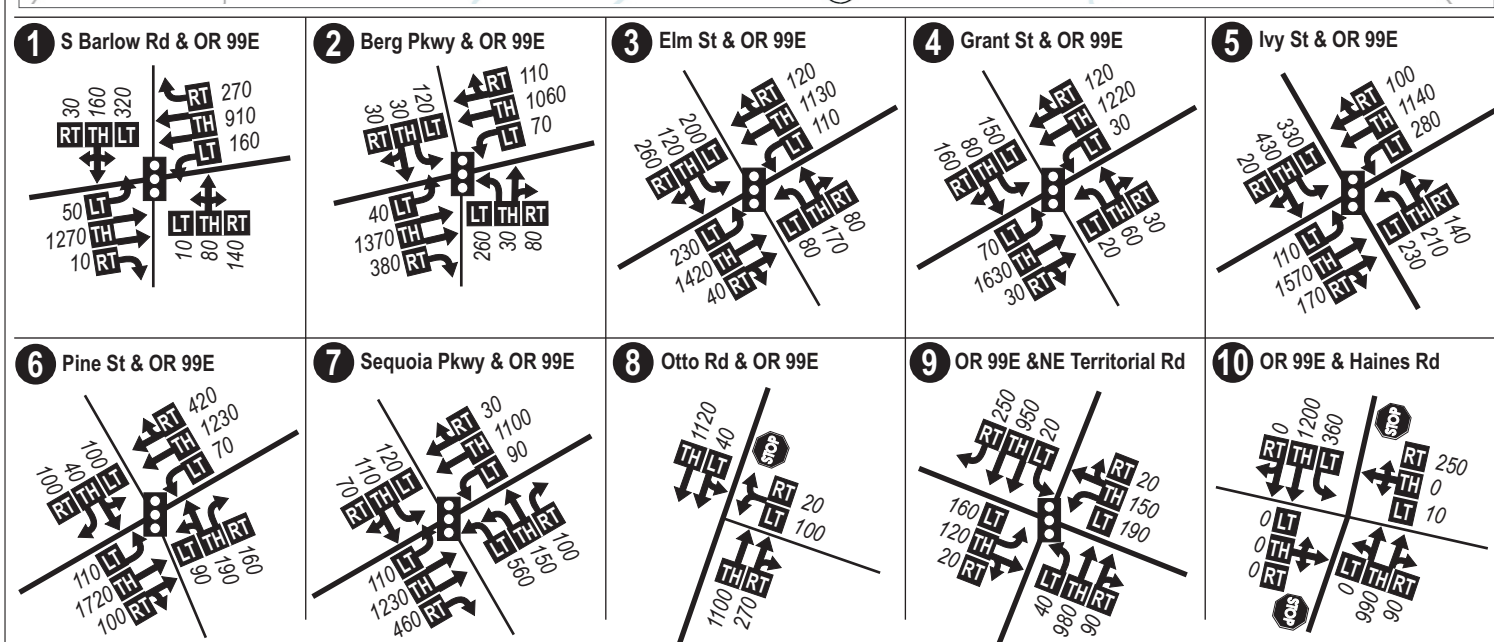 1 S Barlow Rd & OR 99E
30 160 320
RT TH LT
RT 270
TH 910
LT 160
50 LT
1270 TH
10 RT
LT TH RT
10 80 140
2 Berg Pkwy & OR 99E
30 30 120
RT TH LT
RT 110
TH 1060
LT 70
40 LT
1370 TH
380 RT
LT TH RT
260 30 80
3 Elm St & OR 99E
260 120 200
RT TH LT
RT 120
TH 1130
LT 110
230 LT
1420 TH
40 RT
LT TH RT
80 170 80
4 Grant St & OR 99E
160 80 150
RT TH LT
RT 120
TH 1220
LT 30
70 LT
1630 TH
30 RT
LT TH RT
20 60 30
5 Ivy St & OR 99E
20 430 330
RT TH LT
RT 100
TH 1140
LT 280
110 LT
1570 TH
170 RT
LT TH RT
230 210 140
6 Pine St & OR 99E
100 40 100
RT TH LT
RT 420
TH 1230
LT 70
110 LT
1720 TH
100 RT
LT TH RT
90 190 160
7 Sequoia Pkwy & OR 99E
70 110 120
RT TH LT
RT 30
TH 1100
LT 90
110 LT
1230 TH
460 RT
LT TH RT
560 150 100
8 Otto Rd & OR 99E
1120 40
TH LT
STOP
RT 20
LT 100
TH RT
1100 270
9 OR 99E &NE Territorial Rd
250 950 20
RT TH LT
RT 20
TH 150
LT 190
160 LT
120 TH
20 RT
LT TH RT
40 980 90
10 OR 99E & Haines Rd
0 1200 360
RT TH LT
STOP
RT 250
TH 0
LT 10
0 LT
0 TH
0 RT
STOP
LT TH RT
0 990 90